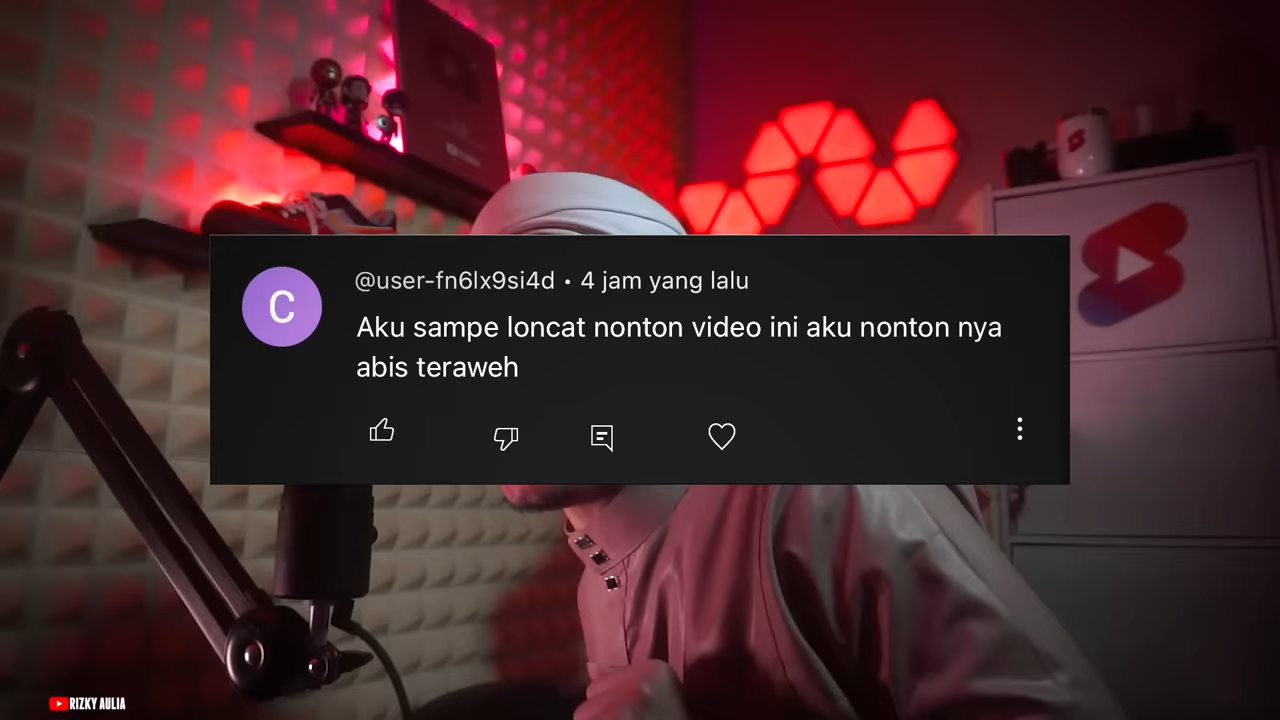 @user-fn6lx9si4d • 4 jam yang lalu
Aku sampe loncat nonton video ini aku nonton nya
abis teraweh
C
RIZKY AULIA